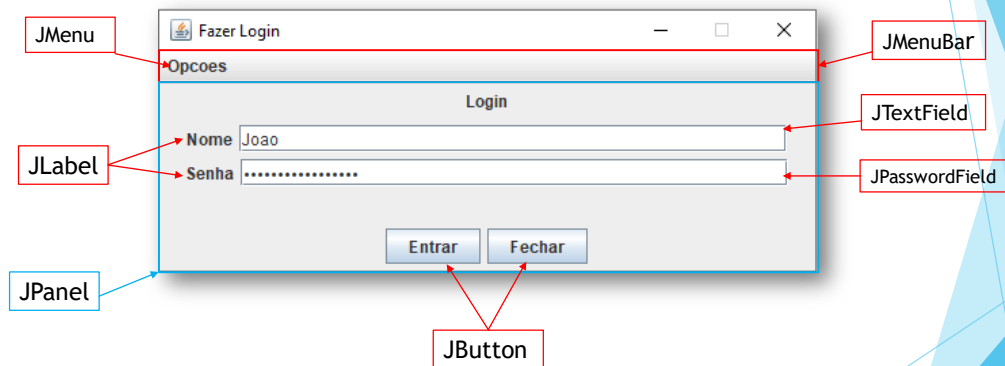 JMenu
Fazer Login
JMenuBar
Opcoes
Login
JTextField
Nome Joao
JLabel
Senha •••••••••••••••••
JPasswordField
Entrar Fechar
JPanel
JButton